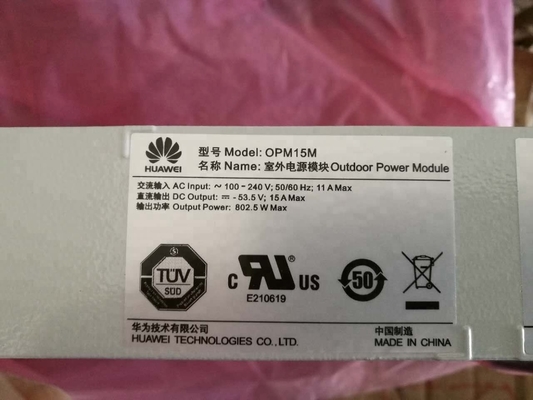 HUAWEI
型号 Model: OPM15M
名称 Name: 室外电源模块 Outdoor Power Module
交流输入 AC Input: ~ 100 - 240 V; 50/60 Hz; 11 A Max
直流输出 DC Output: ⎓ - 53.5 V; 15 A Max
输出功率 Output Power: 802.5 W Max
TÜV
SÜD
C RU US
E210619
50
华为技术有限公司
HUAWEI TECHNOLOGIES CO., LTD.
中国制造
MADE IN CHINA